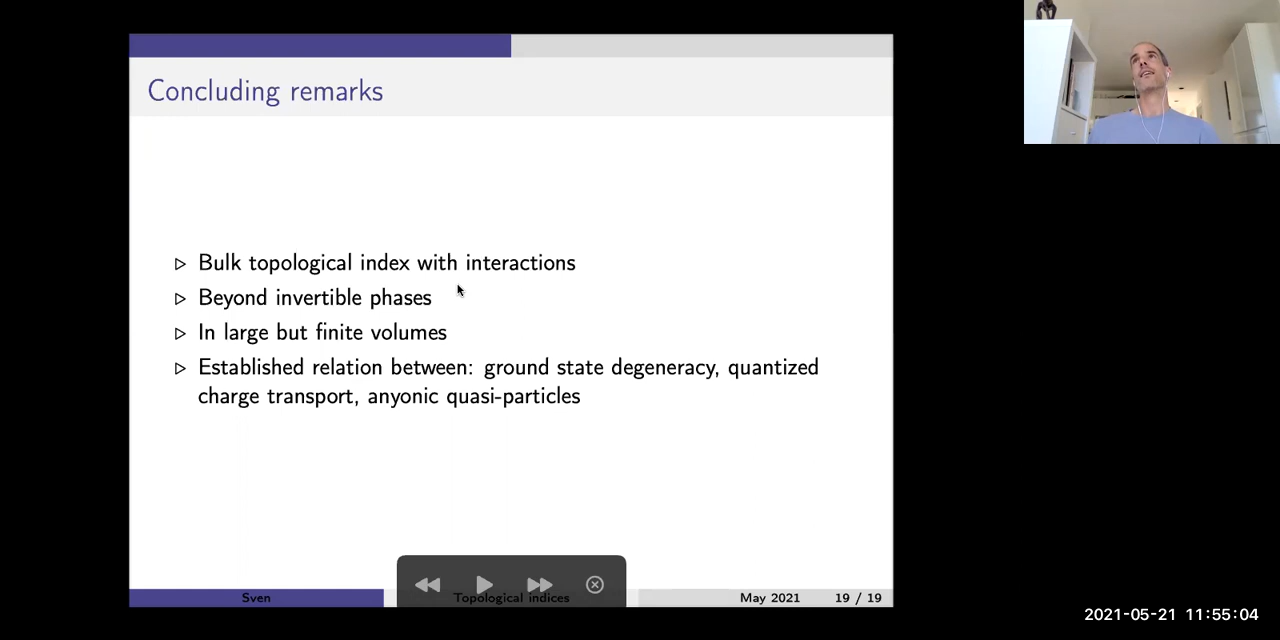 Concluding remarks
▷ Bulk topological index with interactions
▷ Beyond invertible phases
▷ In large but finite volumes
▷ Established relation between: ground state degeneracy, quantized
charge transport, anyonic quasi-particles
Sven Topological indices May 2021 19 / 19
2021-05-21 11:55:04